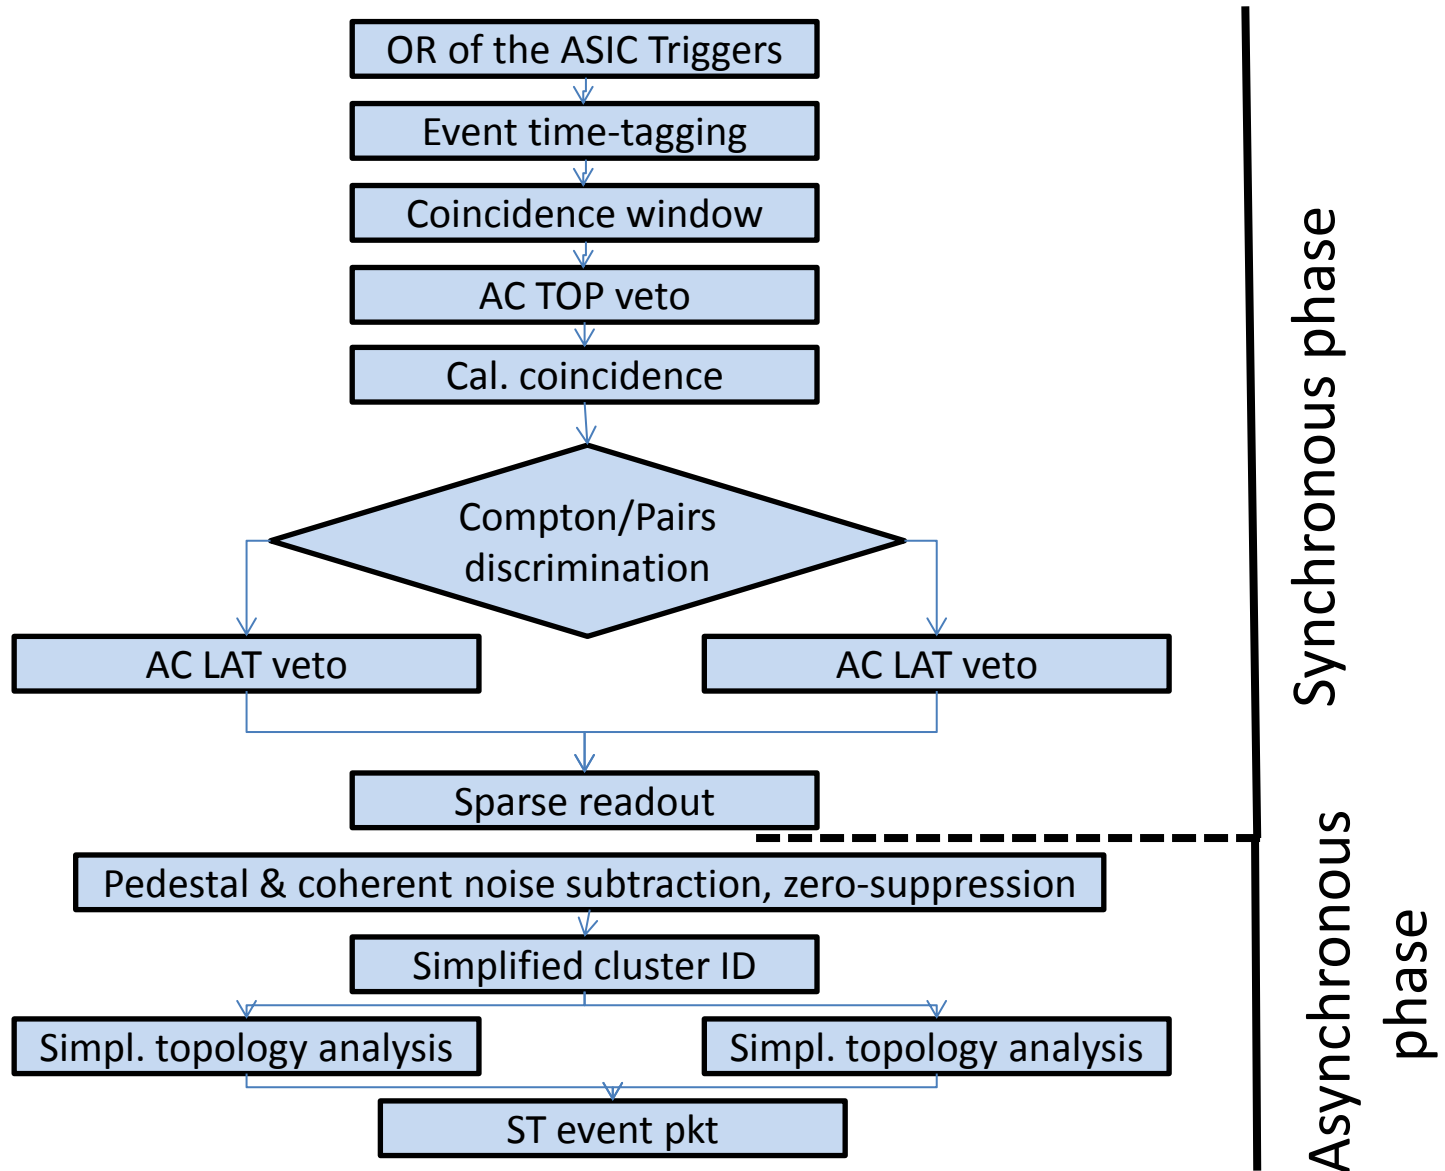 OR of the ASIC Triggers
Event time-tagging
Coincidence window
AC TOP veto
Cal. coincidence
Compton/Pairs
discrimination
AC LAT veto
AC LAT veto
Sparse readout
Synchronous phase
Pedestal & coherent noise subtraction, zero-suppression
Simplified cluster ID
Simpl. topology analysis
Simpl. topology analysis
ST event pkt
Asynchronous
phase